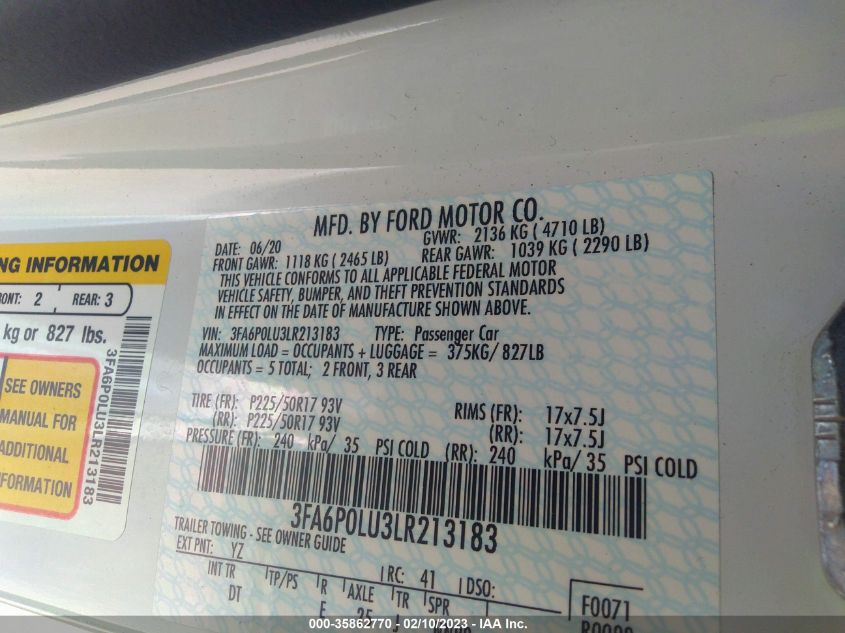 NG INFORMATION
ONT: 2 REAR: 3
kg or 827 lbs.
SEE OWNERS
MANUAL FOR
ADDITIONAL
INFORMATION
3FA6P0LU3LR213183
MFD. BY FORD MOTOR CO.
DATE: 06/20 GVWR: 2136 KG ( 4710 LB)
FRONT GAWR: 1118 KG ( 2465 LB) REAR GAWR: 1039 KG ( 2290 LB)
THIS VEHICLE CONFORMS TO ALL APPLICABLE FEDERAL MOTOR
VEHICLE SAFETY, BUMPER, AND THEFT PREVENTION STANDARDS
IN EFFECT ON THE DATE OF MANUFACTURE SHOWN ABOVE.
VIN: 3FA6P0LU3LR213183 TYPE: Passenger Car
MAXIMUM LOAD = OCCUPANTS + LUGGAGE = 375KG/ 827LB
OCCUPANTS = 5 TOTAL; 2 FRONT, 3 REAR
TIRE (FR): P225/50R17 93V RIMS (FR): 17x7.5J
(RR): P225/50R17 93V (RR): 17x7.5J
PRESSURE (FR): 240 kPa/ 35 PSI COLD (RR): 240 kPa/ 35 PSI COLD
3FA6P0LU3LR213183
TRAILER TOWING - SEE OWNER GUIDE
EXT PNT: YZ RC: 41 DSO:
INT TR TP/PS R AXLE TR SPR F0071
DT E 25 J
000-35862770 - 02/10/2023 - IAA Inc.